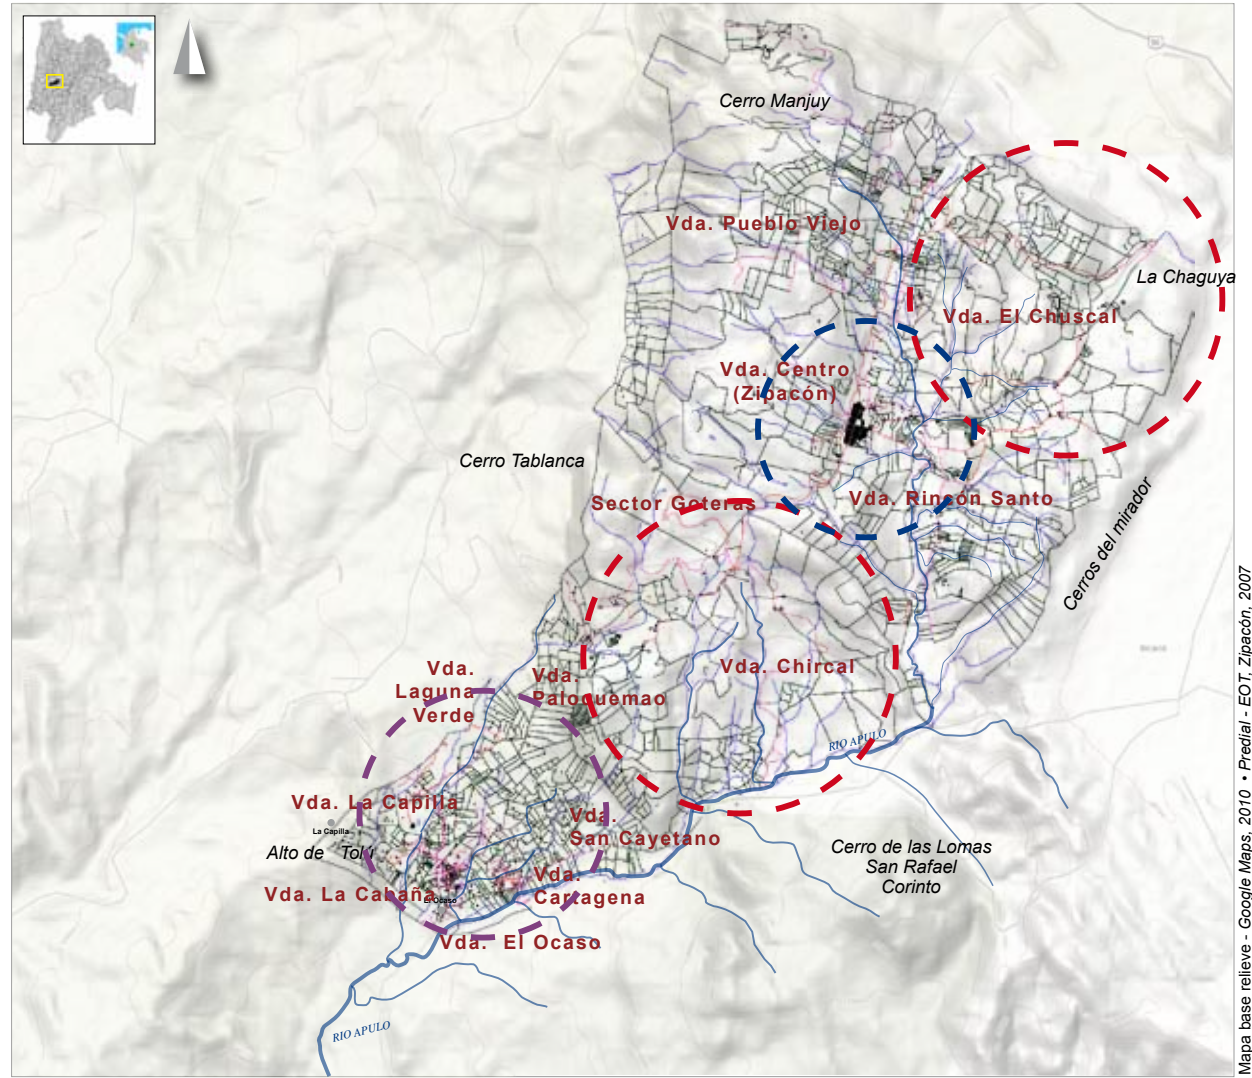 Cerro Manjuy
Vda. Pueblo Viejo
La Chaguya
Vda. El Chuscal
Vda. Centro
(Zipacón)
Cerro Tablanca
Sector Goteras
Vda. Rincón Santo
Cerros del mirador
Vda.
Laguna
Verde
Vda.
Paloquemao
Vda. Chircal
RIO APULO
Vda. La Capilla
La Capilla
Alto de Tolú
Vda.
San Cayetano
Cerro de las Lomas
San Rafael
Corinto
Vda. La Cabaña
El Ocaso
Vda.
Cartagena
Vda. El Ocaso
RIO APULO
Mapa base relieve - Google Maps, 2010 • Predial - EOT, Zipacón, 2007